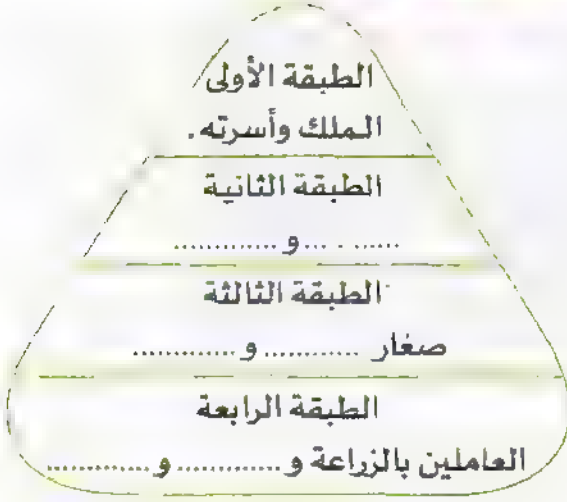 الطبقة الأولى
الملك وأسرته .
الطبقة الثانية
............ و ............
الطبقة الثالثة
صغار ............ و ............
الطبقة الرابعة
العاملين بالزراعة و ............ و ............